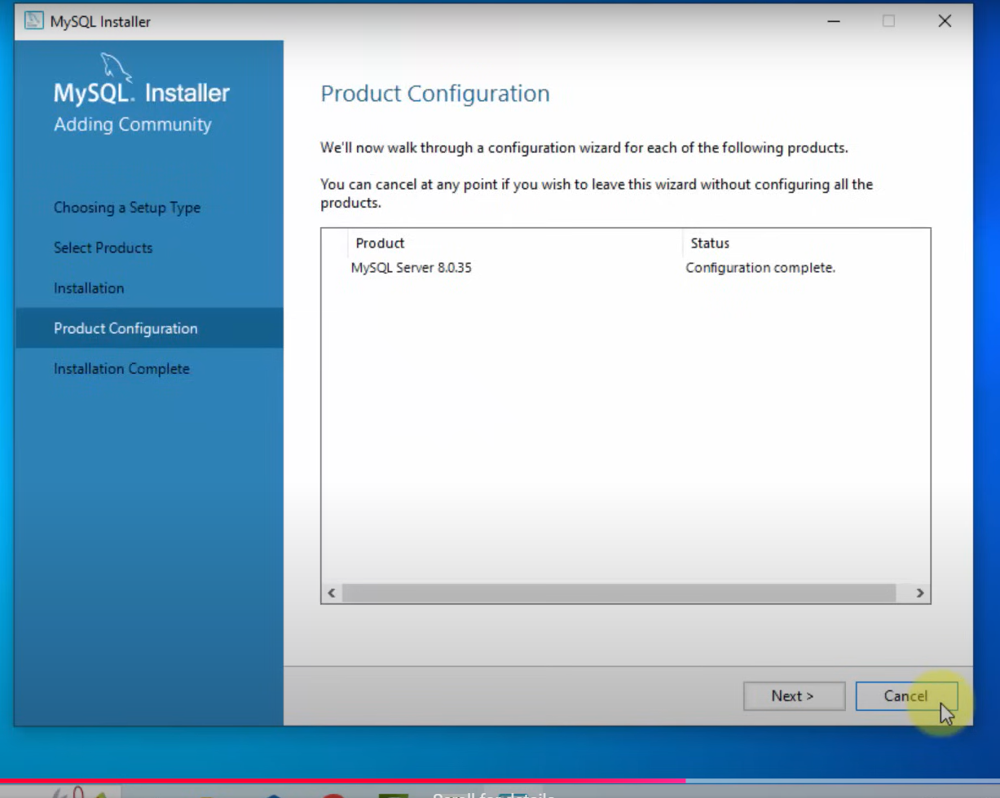 MySQL Installer
MySQL. Installer
Adding Community
Choosing a Setup Type
Select Products
Installation
Product Configuration
Installation Complete
Product Configuration
We'll now walk through a configuration wizard for each of the following products.
You can cancel at any point if you wish to leave this wizard without configuring all the
products.
Product Status
MySQL Server 8.0.35 Configuration complete.
Next > Cancel
Scroll for details